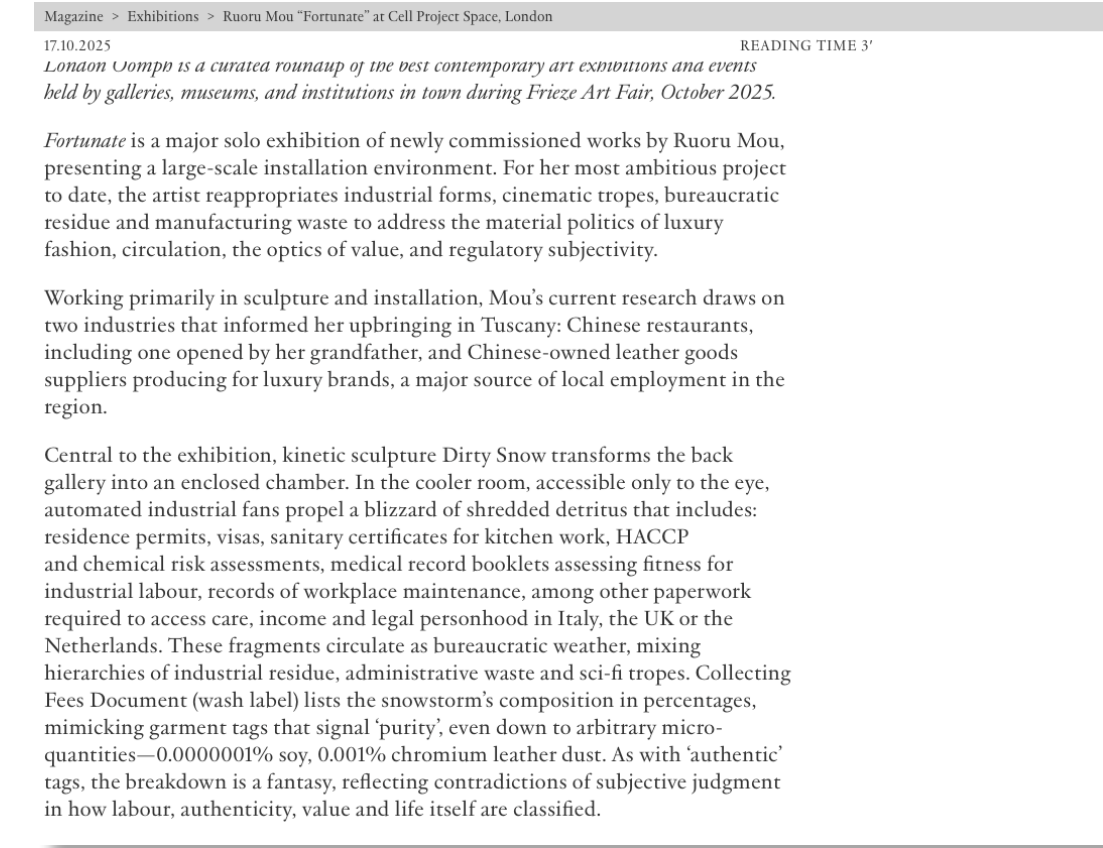 Magazine > Exhibitions > Ruoru Mou “Fortunate” at Cell Project Space, London
17.10.2025 READING TIME 3′
London Oomph is a curated roundup of the best contemporary art exhibitions and events
held by galleries, museums, and institutions in town during Frieze Art Fair, October 2025.
Fortunate is a major solo exhibition of newly commissioned works by Ruoru Mou,
presenting a large-scale installation environment. For her most ambitious project
to date, the artist reappropriates industrial forms, cinematic tropes, bureaucratic
residue and manufacturing waste to address the material politics of luxury
fashion, circulation, the optics of value, and regulatory subjectivity.
Working primarily in sculpture and installation, Mou’s current research draws on
two industries that informed her upbringing in Tuscany: Chinese restaurants,
including one opened by her grandfather, and Chinese-owned leather goods
suppliers producing for luxury brands, a major source of local employment in the
region.
Central to the exhibition, kinetic sculpture Dirty Snow transforms the back
gallery into an enclosed chamber. In the cooler room, accessible only to the eye,
automated industrial fans propel a blizzard of shredded detritus that includes:
residence permits, visas, sanitary certificates for kitchen work, HACCP
and chemical risk assessments, medical record booklets assessing fitness for
industrial labour, records of workplace maintenance, among other paperwork
required to access care, income and legal personhood in Italy, the UK or the
Netherlands. These fragments circulate as bureaucratic weather, mixing
hierarchies of industrial residue, administrative waste and sci-fi tropes. Collecting
Fees Document (wash label) lists the snowstorm’s composition in percentages,
mimicking garment tags that signal ‘purity’, even down to arbitrary micro-
quantities—0.0000001% soy, 0.001% chromium leather dust. As with ‘authentic’
tags, the breakdown is a fantasy, reflecting contradictions of subjective judgment
in how labour, authenticity, value and life itself are classified.